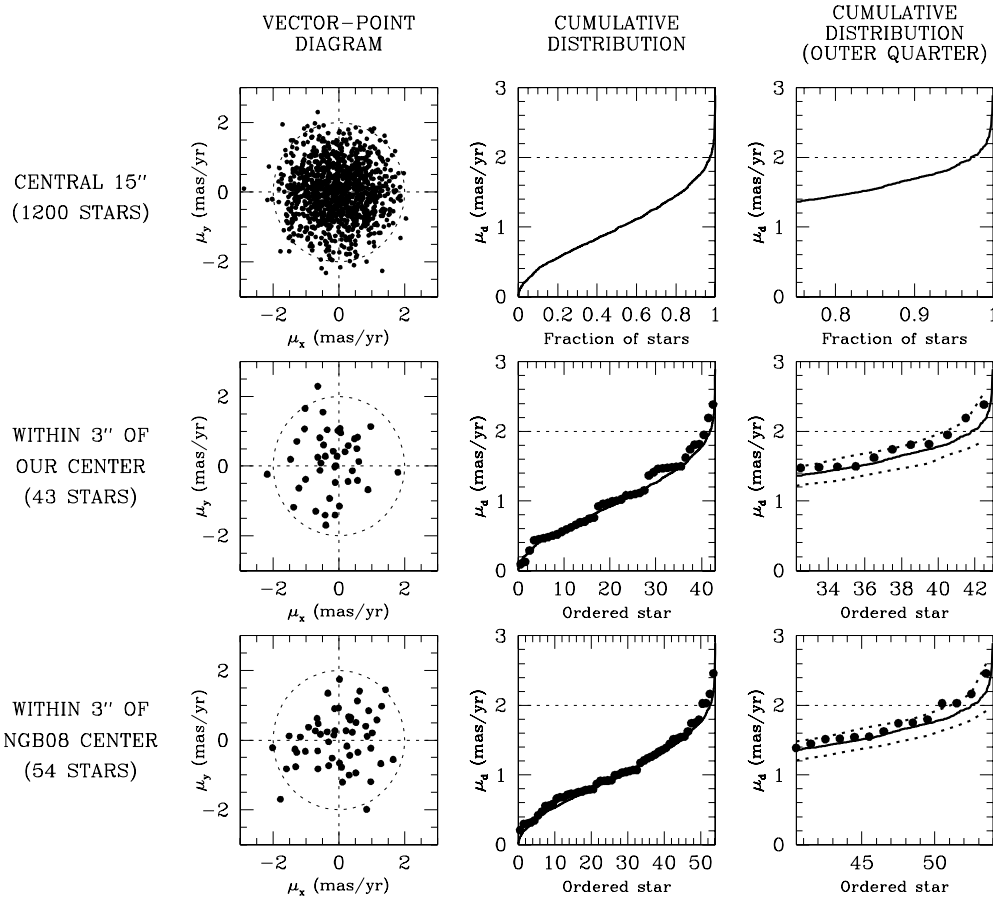 VECTOR-POINT
DIAGRAM
CUMULATIVE
DISTRIBUTION
CUMULATIVE
DISTRIBUTION
(OUTER QUARTER)
CENTRAL 15″
(1200 STARS)
μy (mas/yr)
2
0
−2
−2 0 2
μx (mas/yr)
μd (mas/yr)
3
2
1
0
0 0.2 0.4 0.6 0.8 1
Fraction of stars
μd (mas/yr)
3
2
1
0
0.8 0.9 1
Fraction of stars
WITHIN 3″ OF
OUR CENTER
(43 STARS)
μy (mas/yr)
2
0
−2
−2 0 2
μx (mas/yr)
μd (mas/yr)
3
2
1
0
0 10 20 30 40
Ordered star
μd (mas/yr)
3
2
1
0
34 36 38 40 42
Ordered star
WITHIN 3″ OF
NGB08 CENTER
(54 STARS)
μy (mas/yr)
2
0
−2
−2 0 2
μx (mas/yr)
μd (mas/yr)
3
2
1
0
0 10 20 30 40 50
Ordered star
μd (mas/yr)
3
2
1
0
45 50
Ordered star